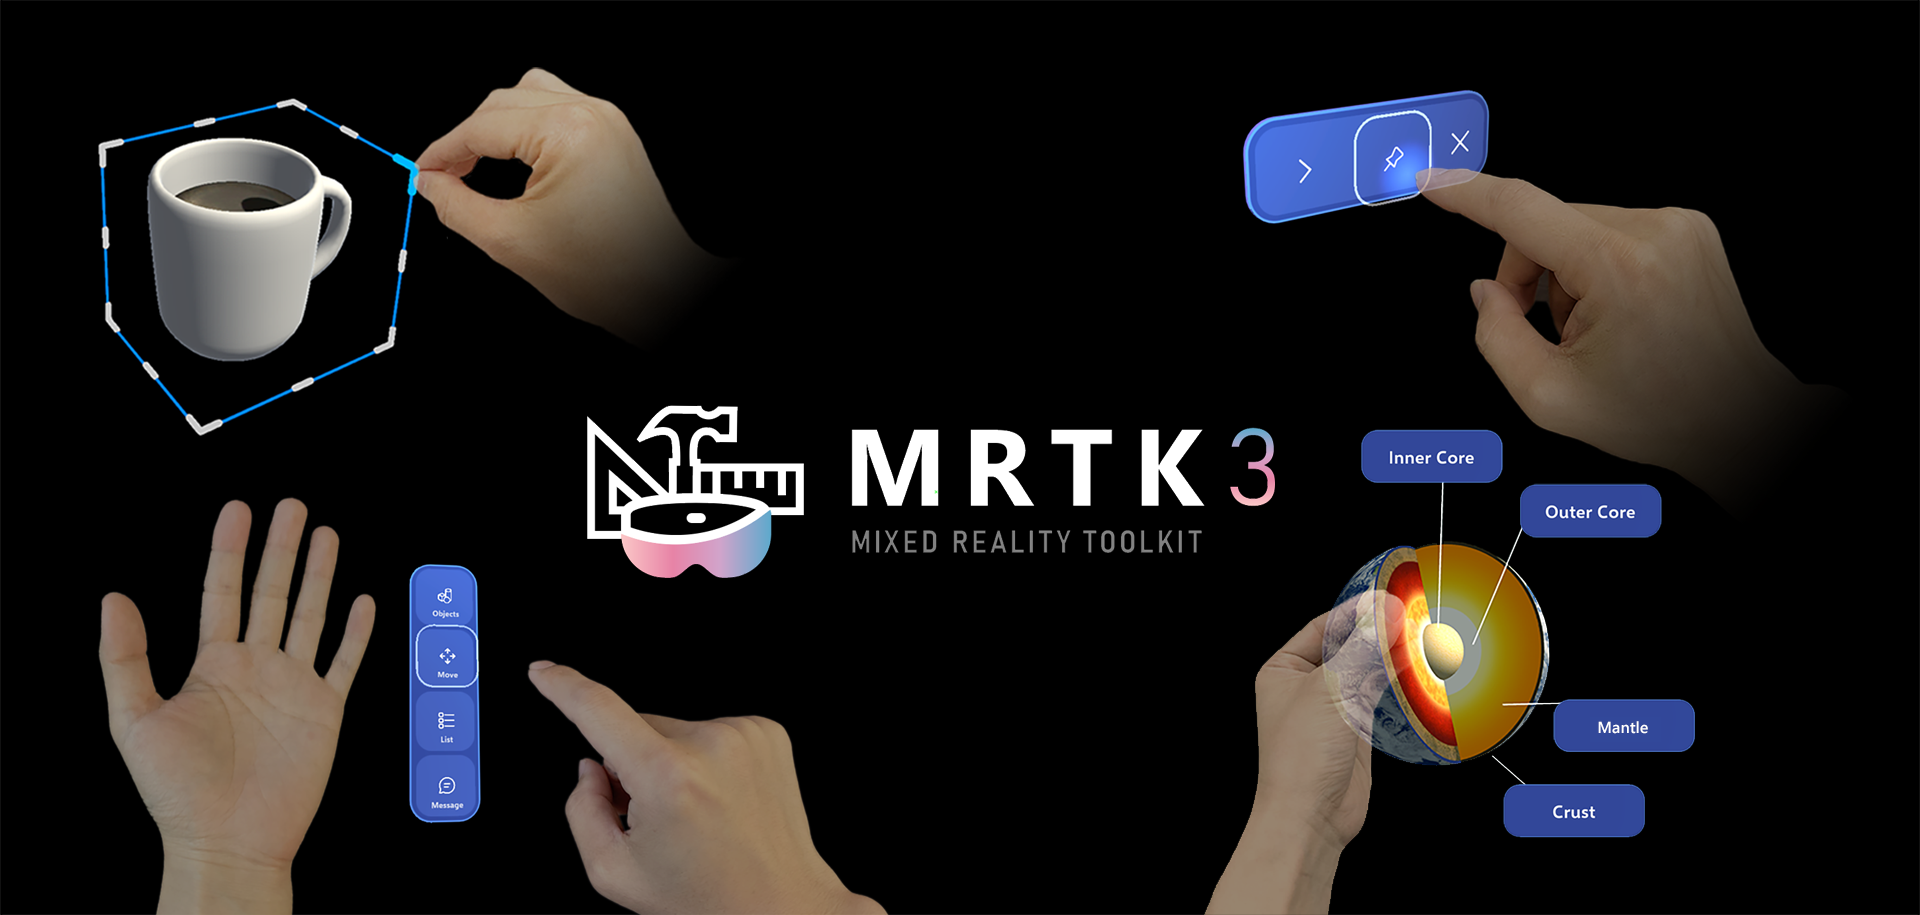 MRTK3
MIXED REALITY TOOLKIT
Objects
Move
List
Message
Inner Core
Outer Core
Mantle
Crust